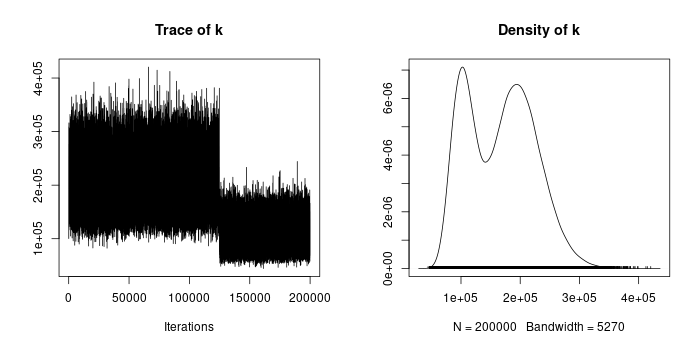 Trace of k
4e+05
3e+05
2e+05
1e+05
0 50000 100000 150000 200000
Iterations
Density of k
6e-06
4e-06
2e-06
0e+00
1e+05 2e+05 3e+05 4e+05
N = 200000 Bandwidth = 5270